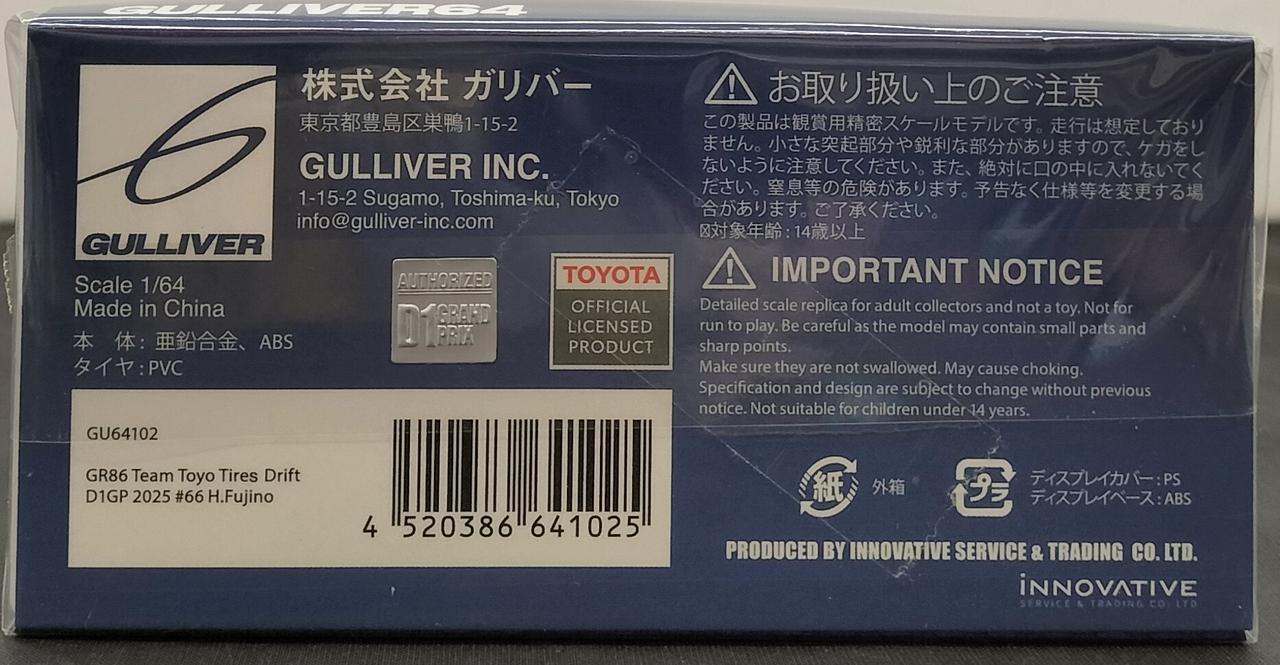 GULLIVER64
GULLIVER
株式会社 ガリバー
東京都豊島区巣鴨1-15-2
GULLIVER INC.
1-15-2 Sugamo, Toshima-ku, Tokyo
info@gulliver-inc.com
Scale 1/64
Made in China
本　体: 亜鉛合金、ABS
タイヤ:PVC
AUTHORIZED
D1 GRAND
PRIX
TOYOTA
OFFICIAL
LICENSED
PRODUCT
GU64102
GR86 Team Toyo Tires Drift
D1GP 2025 #66 H.Fujino
4 520386 641025
お取り扱い上のご注意
この製品は観賞用精密スケールモデルです。走行は想定しており
ません。小さな突起部分や鋭利な部分がありますので、ケガをし
ないように注意してください。また、絶対に口の中に入れないでく
ださい。窒息等の危険があります。予告なく仕様等を変更する場
合があります。ご了承ください。
対象年齢:14歳以上
IMPORTANT NOTICE
Detailed scale replica for adult collectors and not a toy. Not for
run to play. Be careful as the model may contain small parts and
sharp points.
Make sure they are not swallowed. May cause choking.
Specification and design are subject to change without previous
notice. Not suitable for children under 14 years.
紙 外箱
プラ
ディスプレイカバー:PS
ディスプレイベース:ABS
PRODUCED BY INNOVATIVE SERVICE & TRADING CO. LTD.
iNNOVATIVE
SERVICE & TRADING CO. LTD